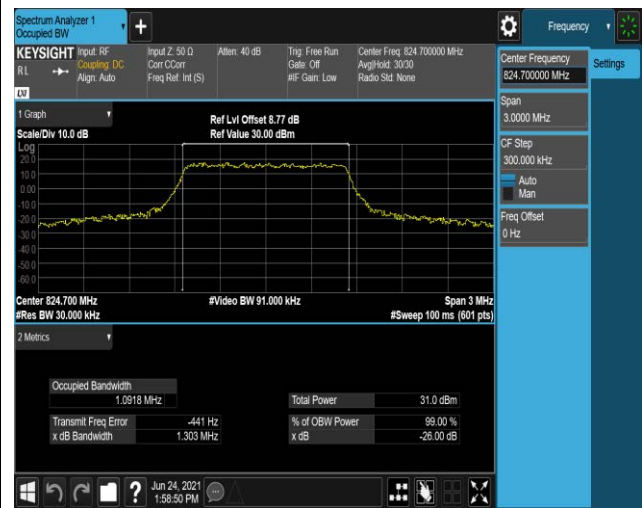 Spectrum Analyzer 1
Occupied BW
+
Frequency
KEYSIGHT
RL
LXI
Input: RF
Coupling: DC
Align: Auto
Input Z: 50 Ω
Corr CCorr
Freq Ref: Int (S)
Atten: 40 dB
Trig: Free Run
Gate: Off
#IF Gain: Low
Center Freq: 824.700000 MHz
Avg|Hold: 30/30
Radio Std: None
Center Frequency
824.700000 MHz
Settings
Span
3.0000 MHz
CF Step
300.000 kHz
Auto
Man
Freq Offset
0 Hz
1 Graph
Scale/Div 10.0 dB
Ref Lvl Offset 8.77 dB
Ref Value 30.00 dBm
Log
20.0
10.0
0.00
-10.0
-20.0
-30.0
-40.0
-50.0
-60.0
Center 824.700 MHz
#Video BW 91.000 kHz
Span 3 MHz
#Res BW 30.000 kHz
#Sweep 100 ms (601 pts)
2 Metrics
Occupied Bandwidth
1.0918 MHz
Total Power 31.0 dBm
Transmit Freq Error -441 Hz
% of OBW Power 99.00 %
x dB Bandwidth 1.303 MHz
x dB -26.00 dB
?
Jun 24, 2021
1:58:50 PM